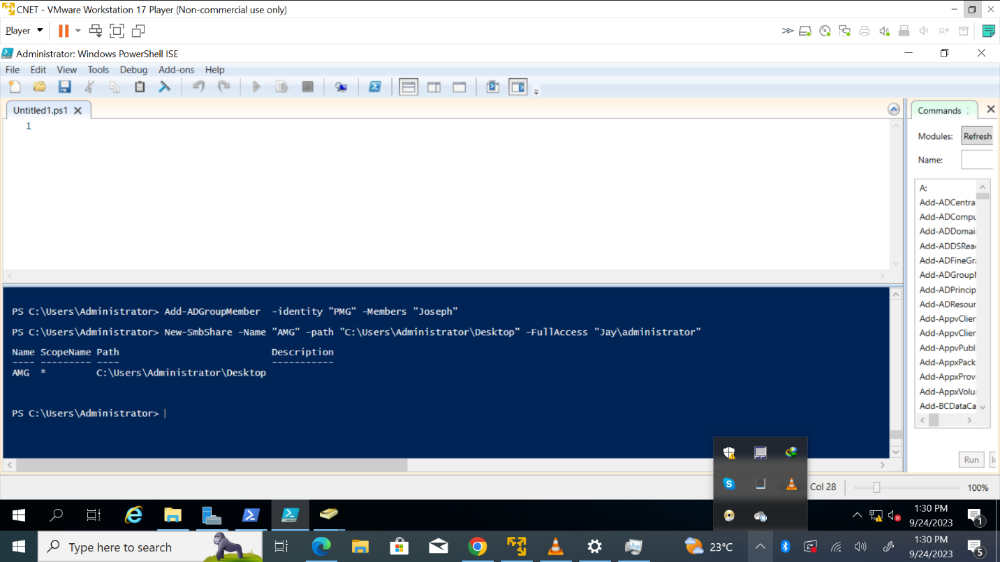 CNET - VMware Workstation 17 Player (Non-commercial use only)
Player
Administrator: Windows PowerShell ISE
File Edit View Tools Debug Add-ons Help
Untitled1.ps1
1
Commands
Modules: Refresh
Name:
A:
Add-ADCentra
Add-ADCompu
Add-ADDomai
Add-ADDSRea
Add-ADFineGr
Add-ADGroup
Add-ADPrincip
Add-ADResour
Add-AppvClien
Add-AppvClien
Add-AppvPubli
Add-AppxPack
Add-AppxProvi
Add-AppxVolu
Add-BCDataCa
Run
PS C:\Users\Administrator> Add-ADGroupMember  -identity "PMG" -Members "Joseph"
PS C:\Users\Administrator> New-SmbShare -Name "AMG" -path "C:\Users\Administrator\Desktop" -FullAccess "Jay\administrator"
Name ScopeName Path                           Description
---- --------- ----                           -----------
AMG  *         C:\Users\Administrator\Desktop
PS C:\Users\Administrator>
Col 28
100%
1:30 PM
9/24/2023
1
Type here to search
23°C
1:30 PM
9/24/2023
5